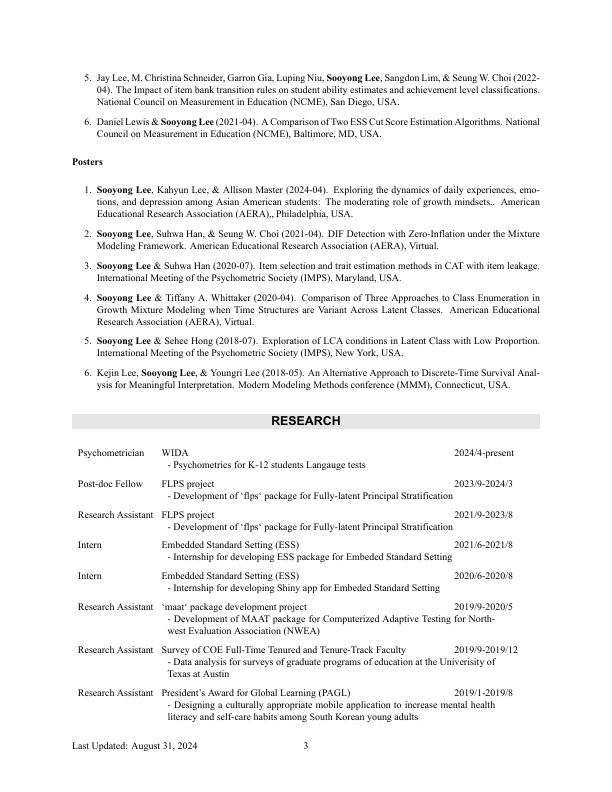 5. Jay Lee, M. Christina Schneider, Garron Gia, Luping Niu, Sooyong Lee, Sangdon Lim, & Seung W. Choi (2022-
04). The Impact of item bank transition rules on student ability estimates and achievement level classifications.
National Council on Measurement in Education (NCME), San Diego, USA.
6. Daniel Lewis & Sooyong Lee (2021-04). A Comparison of Two ESS Cut Score Estimation Algorithms. National
Council on Measurement in Education (NCME), Baltimore, MD, USA.
Posters
1. Sooyong Lee, Kahyun Lee, & Allison Master (2024-04). Exploring the dynamics of daily experiences, emo-
tions, and depression among Asian American students: The moderating role of growth mindsets.. American
Educational Research Association (AERA),, Philadelphia, USA.
2. Sooyong Lee, Suhwa Han, & Seung W. Choi (2021-04). DIF Detection with Zero-Inflation under the Mixture
Modeling Framework. American Educational Research Association (AERA), Virtual.
3. Sooyong Lee & Suhwa Han (2020-07). Item selection and trait estimation methods in CAT with item leakage.
International Meeting of the Psychometric Society (IMPS), Maryland, USA.
4. Sooyong Lee & Tiffany A. Whittaker (2020-04). Comparison of Three Approaches to Class Enumeration in
Growth Mixture Modeling when Time Structures are Variant Across Latent Classes. American Educational
Research Association (AERA), Virtual.
5. Sooyong Lee & Sehee Hong (2018-07). Exploration of LCA conditions in Latent Class with Low Proportion.
International Meeting of the Psychometric Society (IMPS), New York, USA.
6. Kejin Lee, Sooyong Lee, & Youngri Lee (2018-05). An Alternative Approach to Discrete-Time Survival Anal-
ysis for Meaningful Interpretation. Modern Modeling Methods conference (MMM), Connecticut, USA.
RESEARCH
Psychometrician WIDA 2024/4-present
- Psychometrics for K-12 students Langauge tests
Post-doc Fellow FLPS project 2023/9-2024/3
- Development of ‘flps‘ package for Fully-latent Principal Stratification
Research Assistant FLPS project 2021/9-2023/8
- Development of ‘flps‘ package for Fully-latent Principal Stratification
Intern Embedded Standard Setting (ESS) 2021/6-2021/8
- Internship for developing ESS package for Embeded Standard Setting
Intern Embedded Standard Setting (ESS) 2020/6-2020/8
- Internship for developing Shiny app for Embeded Standard Setting
Research Assistant ‘maat‘ package development project 2019/9-2020/5
- Development of MAAT package for Computerized Adaptive Testing for North-
west Evaluation Association (NWEA)
Research Assistant Survey of COE Full-Time Tenured and Tenure-Track Faculty 2019/9-2019/12
- Data analysis for surveys of graduate programs of education at the Univerisity of
Texas at Austin
Research Assistant President’s Award for Global Learning (PAGL) 2019/1-2019/8
- Designing a culturally appropriate mobile application to increase mental health
literacy and self-care habits among South Korean young adults
Last Updated: August 31, 2024 3